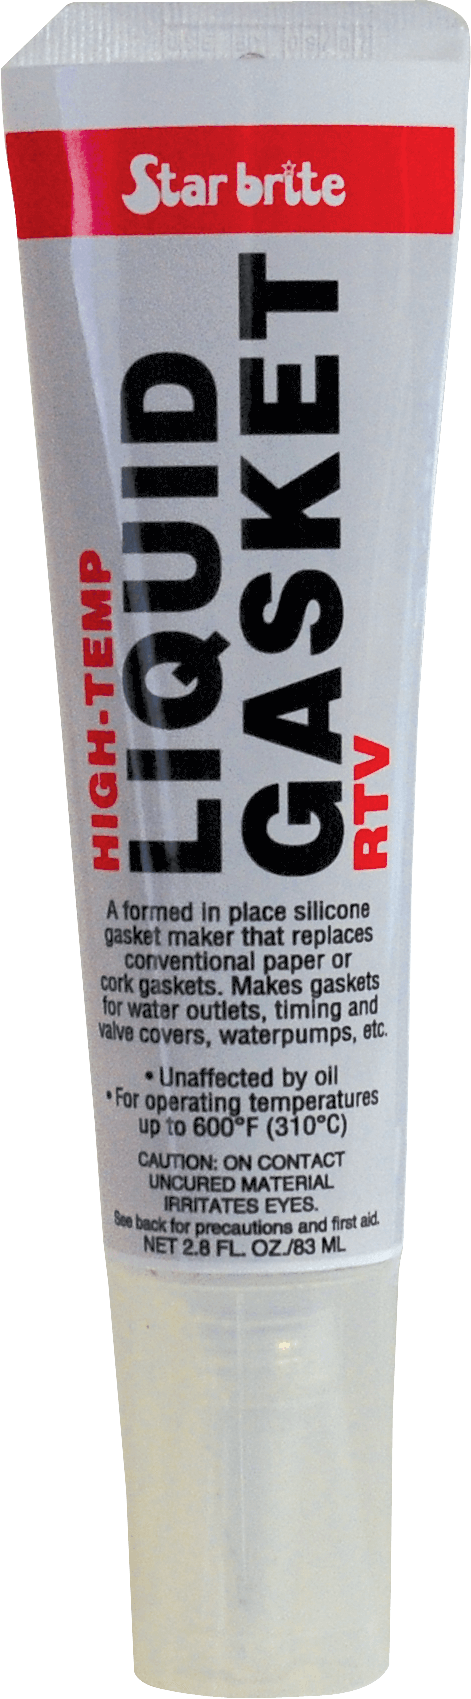 Star brite
HIGH-TEMP
LIQUID
GASKET
RTV
A formed in place silicone
gasket maker that replaces
conventional paper or
cork gaskets. Makes gaskets
for water outlets, timing and
valve covers, waterpumps, etc.
• Unaffected by oil
• For operating temperatures
up to 600°F (310°C)
CAUTION: ON CONTACT
UNCURED MATERIAL
IRRITATES EYES.
See back for precautions and first aid.
NET 2.8 FL. OZ./83 ML